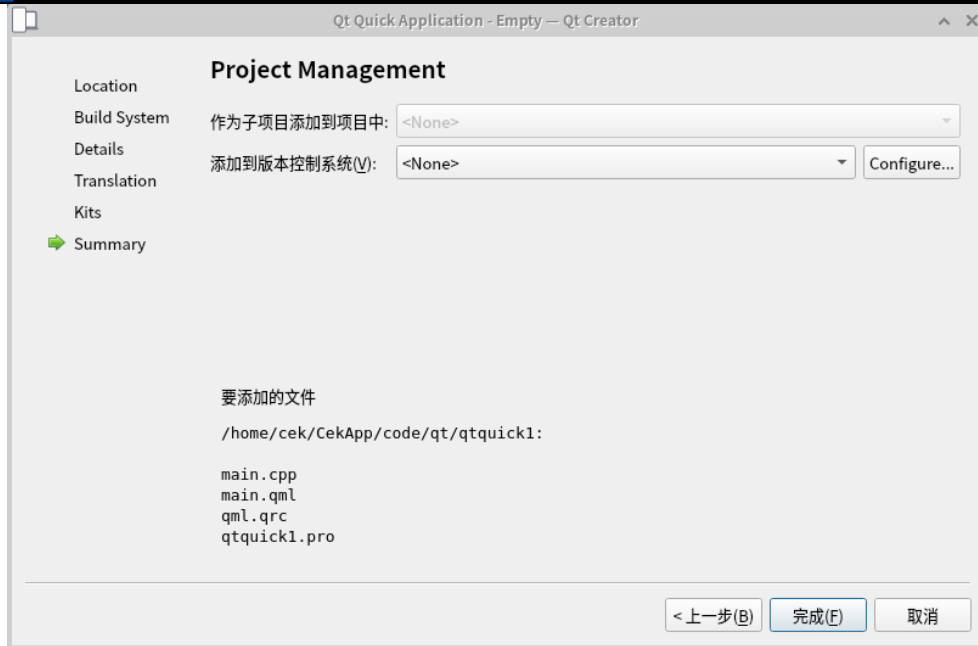 Qt Quick Application - Empty — Qt Creator
Location
Build System
Details
Translation
Kits
Summary
Project Management
作为子项目添加到项目中: <None>
添加到版本控制系统(V): <None> Configure...
要添加的文件
/home/cek/CekApp/code/qt/qtquick1:
main.cpp
main.qml
qml.qrc
qtquick1.pro
< 上一步(B) 完成(F) 取消